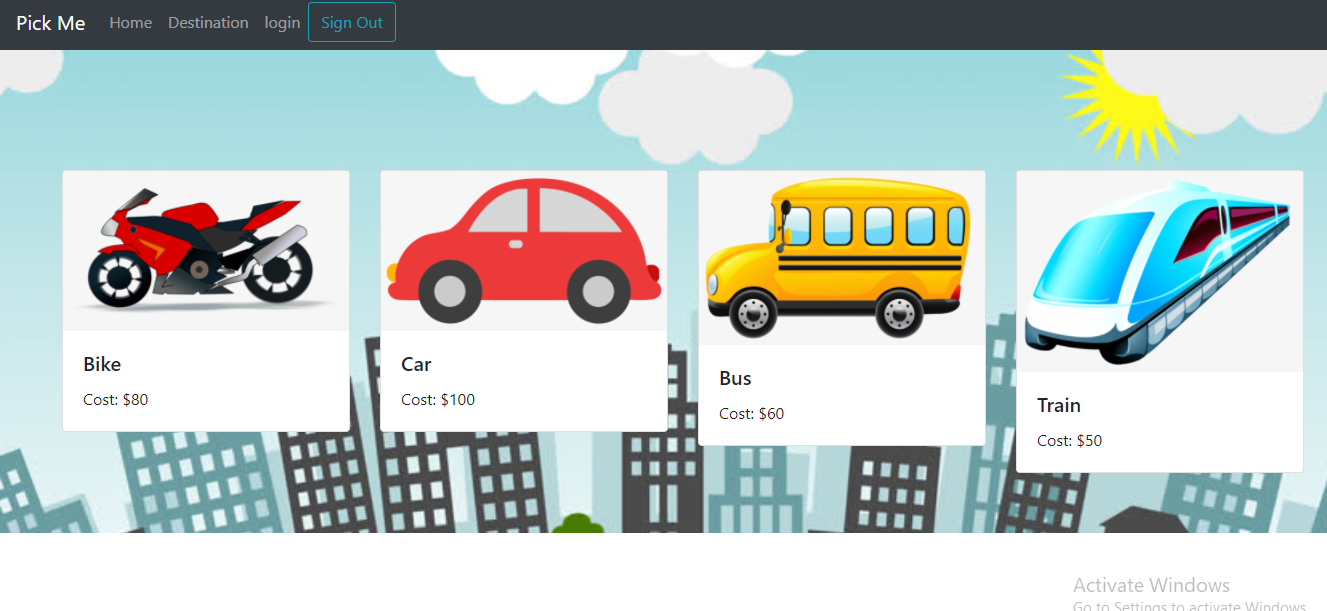 Pick Me Home Destination login Sign Out
Bike
Cost: $80
Car
Cost: $100
Bus
Cost: $60
Train
Cost: $50
Activate Windows
Go to Settings to activate Windows